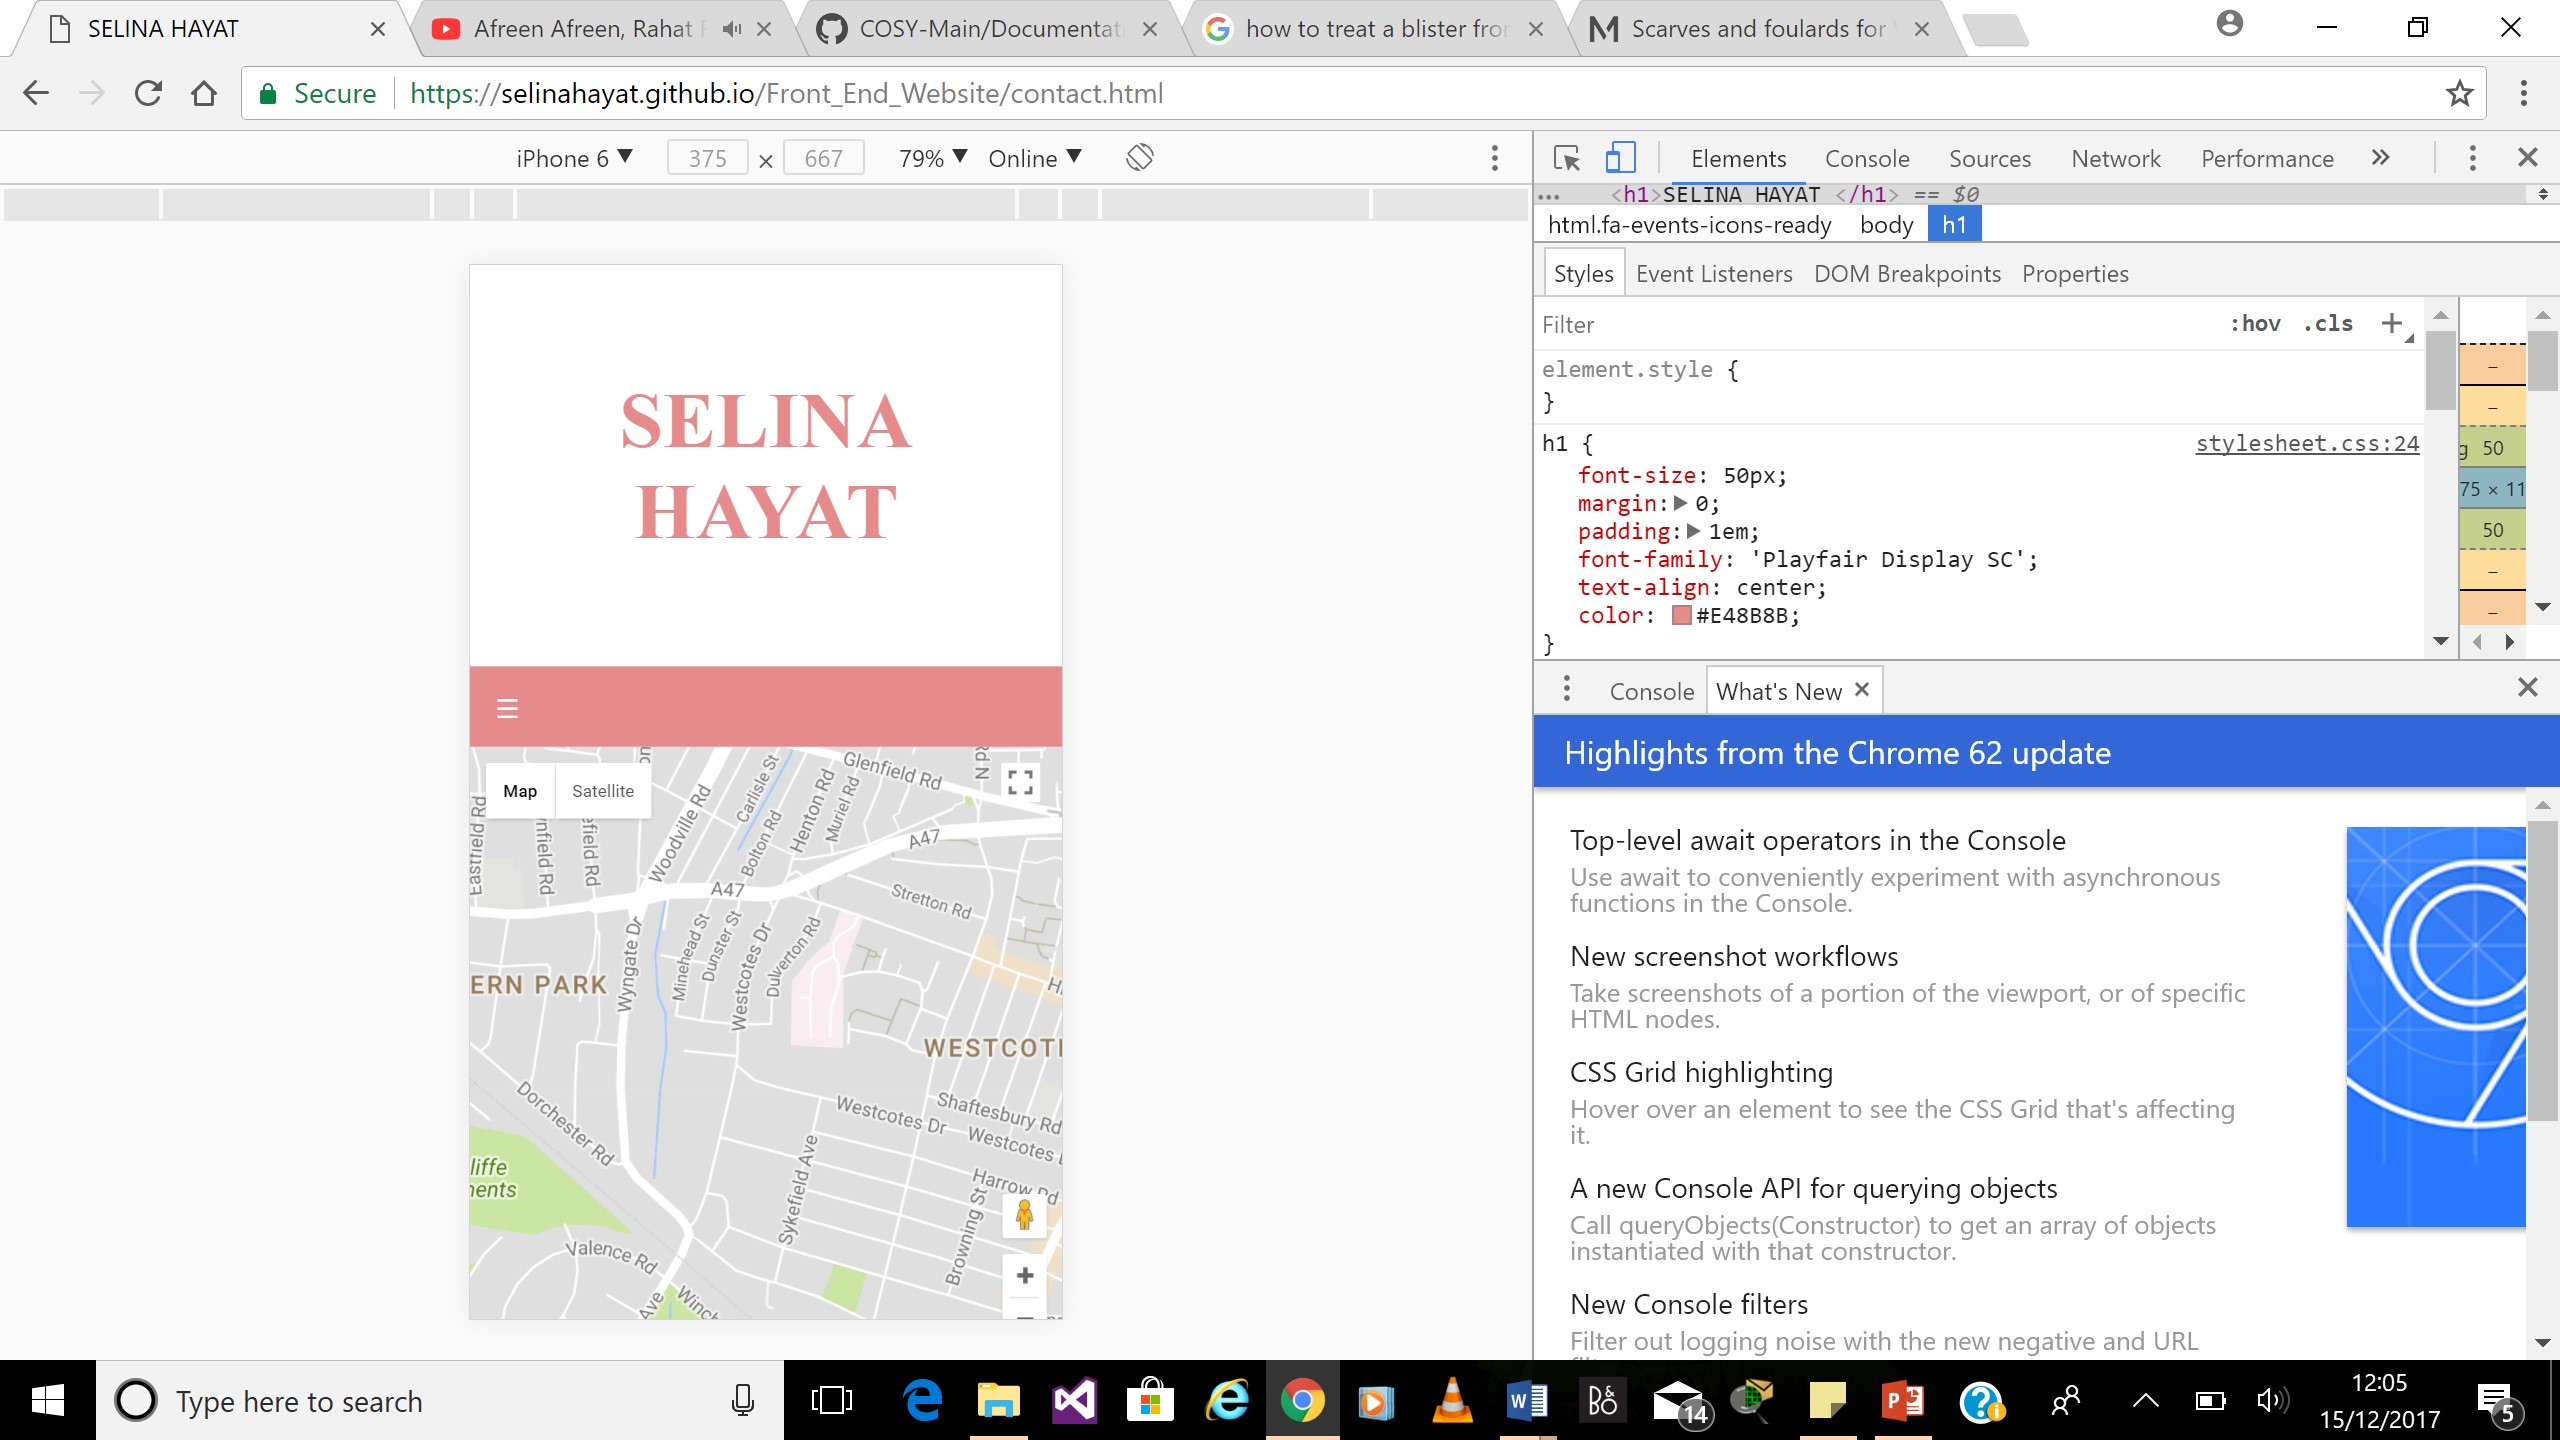 SELINA HAYAT
Afreen Afreen, Rahat
COSY-Main/Documentat
how to treat a blister fro
Scarves and foulards for
Secure
https://selinahayat.github.io/Front_End_Website/contact.html
iPhone 6 ▼ 375 × 667 79% ▼ Online ▼
Elements Console Sources Network Performance »
... <h1>SELINA HAYAT </h1> == $0
html.fa-events-icons-ready body h1
Styles Event Listeners DOM Breakpoints Properties
Filter :hov .cls +
element.style {
}
h1 { stylesheet.css:24
font-size: 50px;
margin: 0;
padding: 1em;
font-family: 'Playfair Display SC';
text-align: center;
color: #E48B8B;
}
–
–
g 50
75 × 11
50
–
–
SELINA
HAYAT
☰
Map Satellite
Glenfield Rd
Rd N
Carlisle St
Henton Rd
Muriel Rd
Woodville Rd
Bolton Rd
Eastfield Rd
nfield Rd
efield Rd
A47
A47
Stretton Rd
Wyngate Dr
Minehead St
Dunster St
Westcotes Dr
Dulverton Rd
ERN PARK
WESTCOT
Dorchester Rd
Westcotes Dr
Shaftesbury Rd
Westcotes
liffe
nents
Harrow Rd
Sykefield Ave
Browning St
Valence Rd
Ave
Winc
Console What's New ×
Highlights from the Chrome 62 update
Top-level await operators in the Console
Use await to conveniently experiment with asynchronous
functions in the Console.
New screenshot workflows
Take screenshots of a portion of the viewport, or of specific
HTML nodes.
CSS Grid highlighting
Hover over an element to see the CSS Grid that's affecting
it.
A new Console API for querying objects
Call queryObjects(Constructor) to get an array of objects
instantiated with that constructor.
New Console filters
Filter out logging noise with the new negative and URL
Type here to search
14
12:05
15/12/2017
5